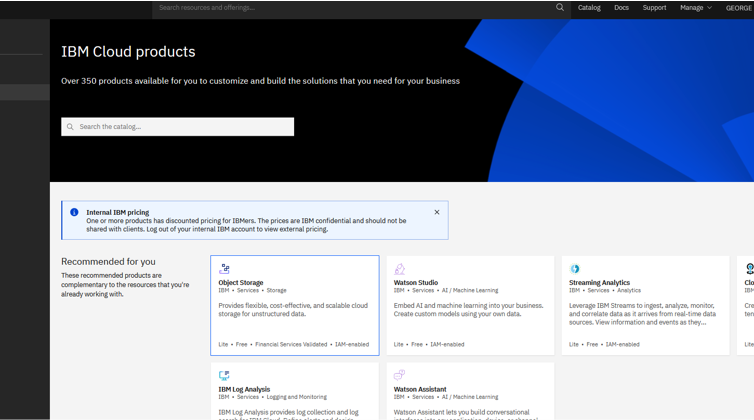 Search resources and offerings...
Catalog Docs Support Manage GEORGE
IBM Cloud products
Over 350 products available for you to customize and build the solutions that you need for your business
Search the catalog...
Internal IBM pricing
One or more products has discounted pricing for IBMers. The prices are IBM confidential and should not be
shared with clients. Log out of your internal IBM account to view external pricing.
Recommended for you
These recommended products are
complementary to the resources that you're
already working with.
Object Storage
IBM • Services • Storage
Provides flexible, cost-effective, and scalable cloud
storage for unstructured data.
Lite • Free • Financial Services Validated • IAM-enabled
Watson Studio
IBM • Services • AI / Machine Learning
Embed AI and machine learning into your business.
Create custom models using your own data.
Lite • Free • IAM-enabled
Streaming Analytics
IBM • Services • Analytics
Leverage IBM Streams to ingest, analyze, monitor,
and correlate data as it arrives from real-time data
sources. View information and events as they...
Lite • Free • IAM-enabled
Clo
IBM
Cre
ten
Lite
IBM Log Analysis
IBM • Services • Logging and Monitoring
IBM Log Analysis provides log collection and log
Watson Assistant
IBM • Services • AI / Machine Learning
Watson Assistant lets you build conversational